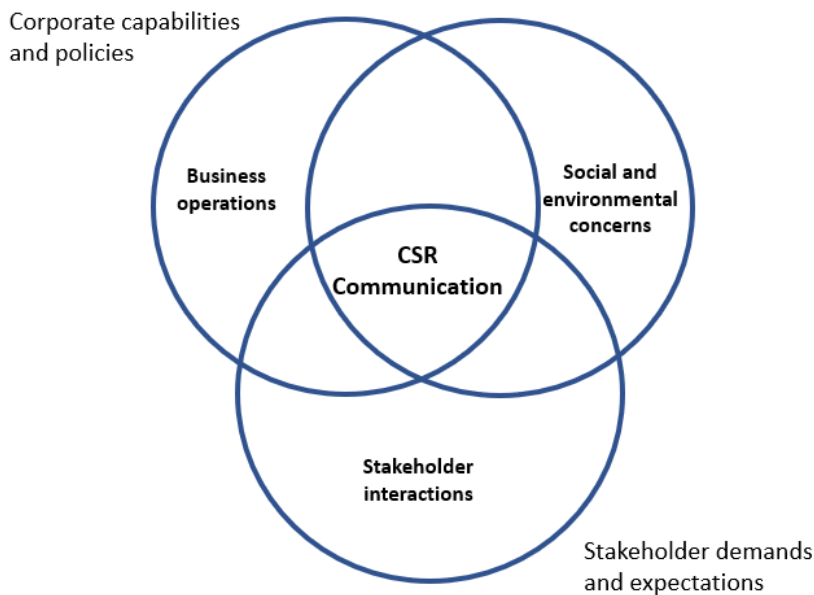 Corporate capabilities
and policies
Business
operations
Social and
environmental
concerns
CSR
Communication
Stakeholder
interactions
Stakeholder demands
and expectations